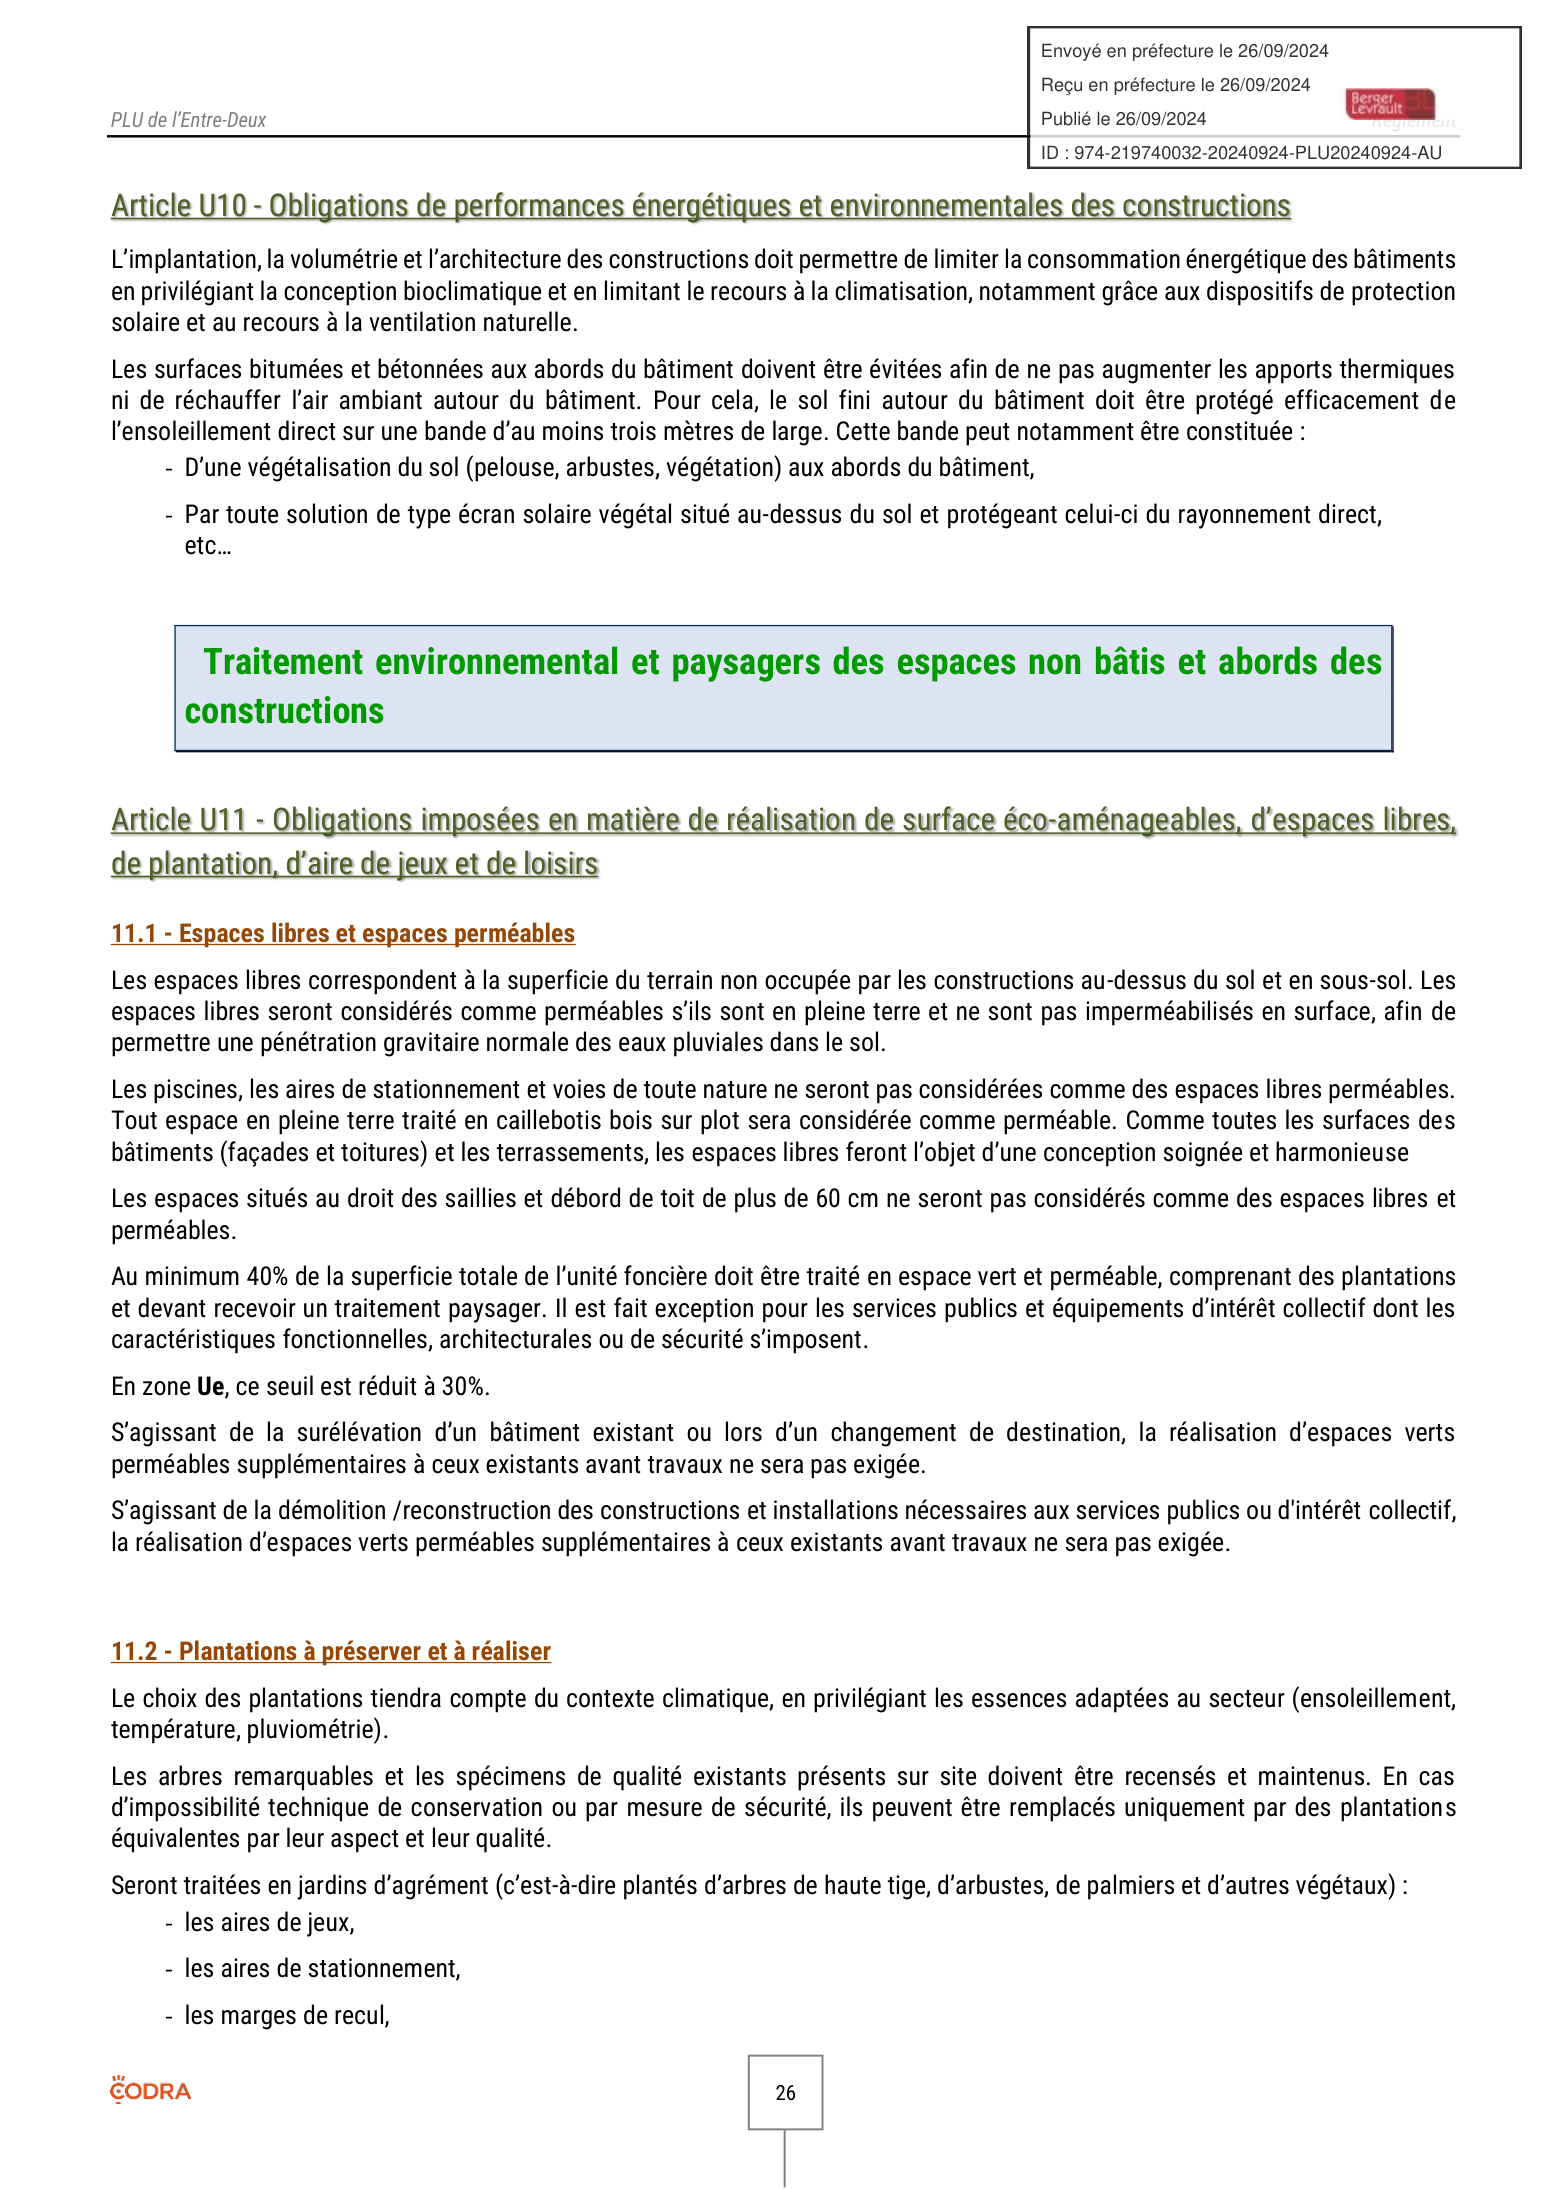 Envoyé en préfecture le 26/09/2024
Reçu en préfecture le 26/09/2024
Publié le 26/09/2024
Berger
Levrault
ID : 974-219740032-20240924-PLU20240924-AU
PLU de l’Entre-Deux
Règlement
Article U10 - Obligations de performances énergétiques et environnementales des constructions
L’implantation, la volumétrie et l’architecture des constructions doit permettre de limiter la consommation énergétique des bâtiments
en privilégiant la conception bioclimatique et en limitant le recours à la climatisation, notamment grâce aux dispositifs de protection
solaire et au recours à la ventilation naturelle.
Les surfaces bitumées et bétonnées aux abords du bâtiment doivent être évitées afin de ne pas augmenter les apports thermiques
ni de réchauffer l’air ambiant autour du bâtiment. Pour cela, le sol fini autour du bâtiment doit être protégé efficacement de
l’ensoleillement direct sur une bande d’au moins trois mètres de large. Cette bande peut notamment être constituée :
- D’une végétalisation du sol (pelouse, arbustes, végétation) aux abords du bâtiment,
- Par toute solution de type écran solaire végétal situé au-dessus du sol et protégeant celui-ci du rayonnement direct,
etc…
Traitement environnemental et paysagers des espaces non bâtis et abords des
constructions
Article U11 - Obligations imposées en matière de réalisation de surface éco-aménageables, d’espaces libres,
de plantation, d’aire de jeux et de loisirs
11.1 - Espaces libres et espaces perméables
Les espaces libres correspondent à la superficie du terrain non occupée par les constructions au-dessus du sol et en sous-sol. Les
espaces libres seront considérés comme perméables s’ils sont en pleine terre et ne sont pas imperméabilisés en surface, afin de
permettre une pénétration gravitaire normale des eaux pluviales dans le sol.
Les piscines, les aires de stationnement et voies de toute nature ne seront pas considérées comme des espaces libres perméables.
Tout espace en pleine terre traité en caillebotis bois sur plot sera considérée comme perméable. Comme toutes les surfaces des
bâtiments (façades et toitures) et les terrassements, les espaces libres feront l’objet d’une conception soignée et harmonieuse
Les espaces situés au droit des saillies et débord de toit de plus de 60 cm ne seront pas considérés comme des espaces libres et
perméables.
Au minimum 40% de la superficie totale de l’unité foncière doit être traité en espace vert et perméable, comprenant des plantations
et devant recevoir un traitement paysager. Il est fait exception pour les services publics et équipements d’intérêt collectif dont les
caractéristiques fonctionnelles, architecturales ou de sécurité s’imposent.
En zone Ue, ce seuil est réduit à 30%.
S’agissant de la surélévation d’un bâtiment existant ou lors d’un changement de destination, la réalisation d’espaces verts
perméables supplémentaires à ceux existants avant travaux ne sera pas exigée.
S’agissant de la démolition /reconstruction des constructions et installations nécessaires aux services publics ou d'intérêt collectif,
la réalisation d’espaces verts perméables supplémentaires à ceux existants avant travaux ne sera pas exigée.
11.2 - Plantations à préserver et à réaliser
Le choix des plantations tiendra compte du contexte climatique, en privilégiant les essences adaptées au secteur (ensoleillement,
température, pluviométrie).
Les arbres remarquables et les spécimens de qualité existants présents sur site doivent être recensés et maintenus. En cas
d’impossibilité technique de conservation ou par mesure de sécurité, ils peuvent être remplacés uniquement par des plantations
équivalentes par leur aspect et leur qualité.
Seront traitées en jardins d’agrément (c’est-à-dire plantés d’arbres de haute tige, d’arbustes, de palmiers et d’autres végétaux) :
- les aires de jeux,
- les aires de stationnement,
- les marges de recul,
CODRA
26